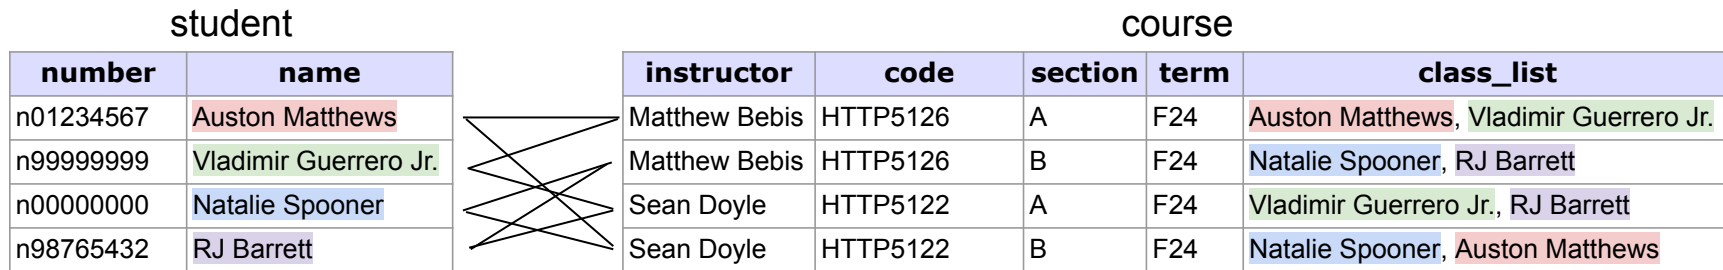 student course
number name instructor code section term class_list
n01234567 Auston Matthews Matthew Bebis HTTP5126 A F24 Auston Matthews, Vladimir Guerrero Jr.
n99999999 Vladimir Guerrero Jr. Matthew Bebis HTTP5126 B F24 Natalie Spooner, RJ Barrett
n00000000 Natalie Spooner Sean Doyle HTTP5122 A F24 Vladimir Guerrero Jr., RJ Barrett
n98765432 RJ Barrett Sean Doyle HTTP5122 B F24 Natalie Spooner, Auston Matthews